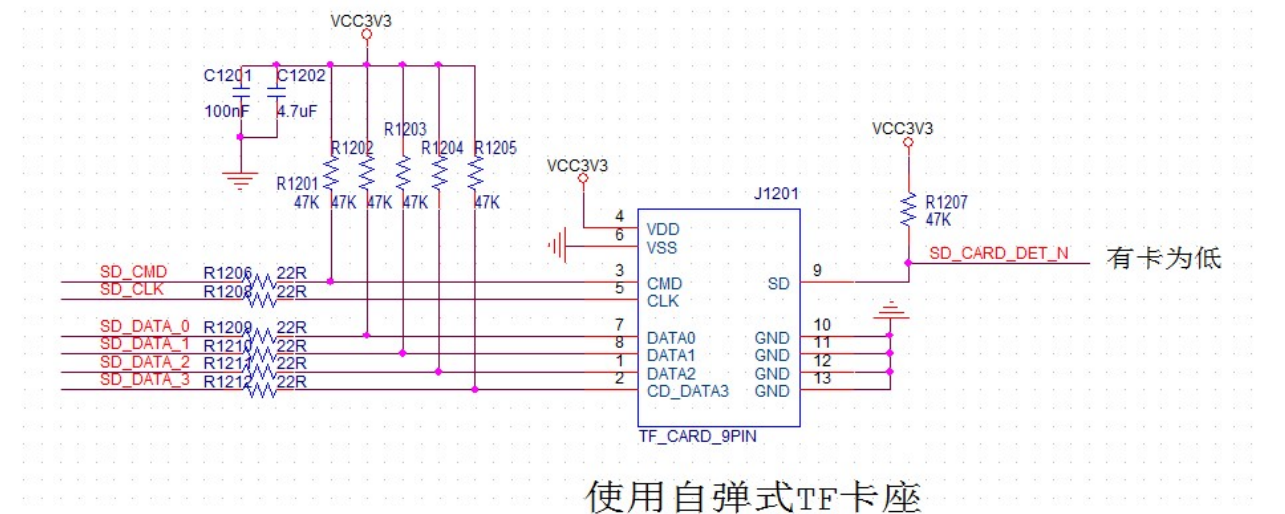 VCC3V3
C1201
C1202
100nF
4.7uF
R1203
R1202
R1204
R1205
R1201
47K
47K
47K
47K
47K
VCC3V3
VCC3V3
R1207
47K
J1201
4
VDD
6
VSS
SD_CARD_DET_N
有卡为低
SD_CMD
R1206
22R
3
CMD
SD
9
SD_CLK
R1208
22R
5
CLK
SD_DATA_0
R1209
22R
7
DATA0
GND
10
SD_DATA_1
R1210
22R
8
DATA1
GND
11
SD_DATA_2
R1211
22R
1
DATA2
GND
12
SD_DATA_3
R1212
22R
2
CD_DATA3
GND
13
TF_CARD_9PIN
使用自弹式TF卡座